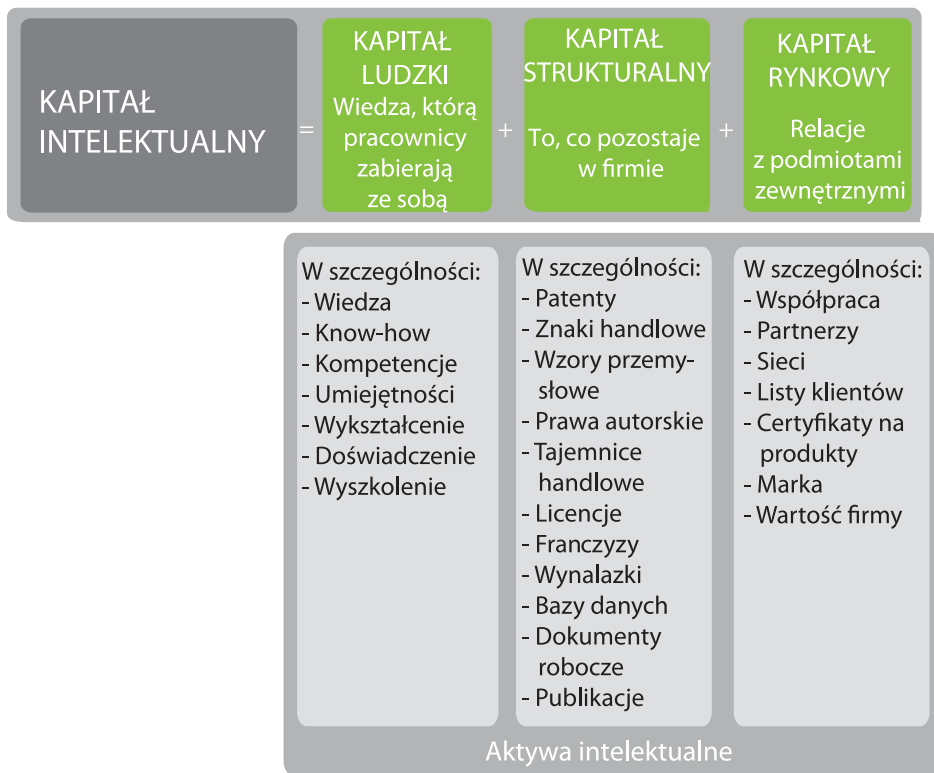 KAPITAŁ
INTELEKTUALNY
=
KAPITAŁ
LUDZKI
Wiedza, którą
pracownicy
zabierają
ze sobą
+
KAPITAŁ
STRUKTURALNY
To, co pozostaje
w firmie
+
KAPITAŁ
RYNKOWY
Relacje
z podmiotami
zewnętrznymi
W szczególności:
- Wiedza
- Know-how
- Kompetencje
- Umiejętności
- Wykształcenie
- Doświadczenie
- Wyszkolenie
W szczególności:
- Patenty
- Znaki handlowe
- Wzory przemy-
słowe
- Prawa autorskie
- Tajemnice
handlowe
- Licencje
- Franczyzy
- Wynalazki
- Bazy danych
- Dokumenty
robocze
- Publikacje
W szczególności:
- Współpraca
- Partnerzy
- Sieci
- Listy klientów
- Certyfikaty na
produkty
- Marka
- Wartość firmy
Aktywa intelektualne